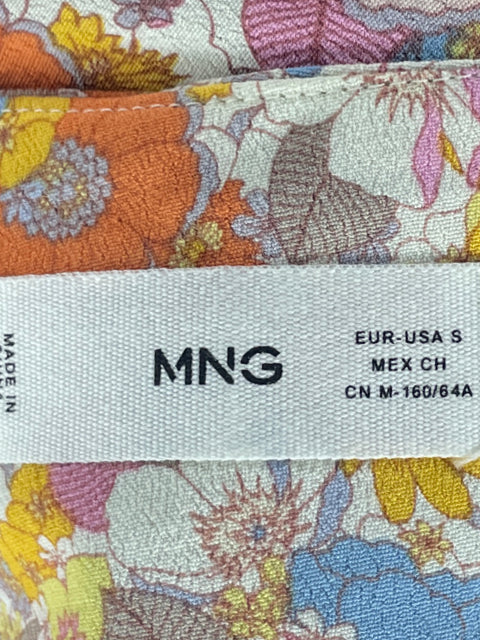 MADE IN
MNG
EUR-USA S
MEX CH
CN M-160/64A